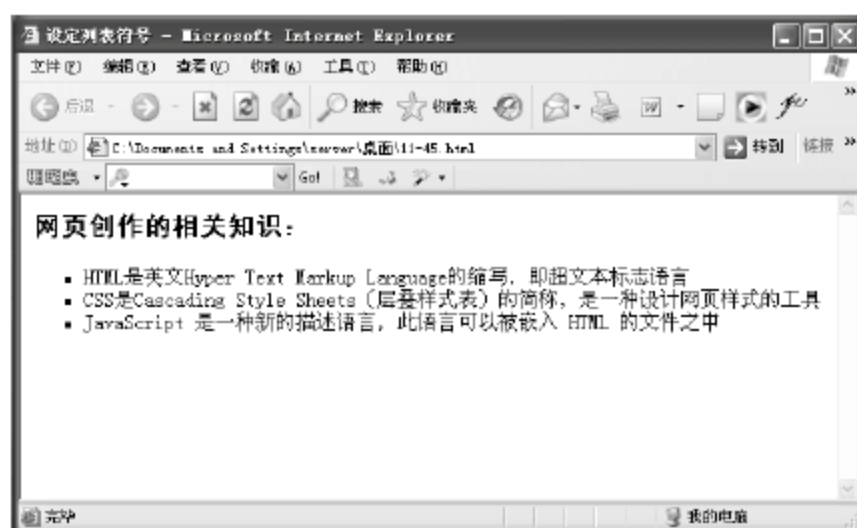 设定列表符号 - Microsoft Internet Explorer
文件(F) 编辑(E) 查看(V) 收藏(A) 工具(T) 帮助(H)
后退 搜索 收藏夹
地址(D) C:\Documents and Settings\server\桌面\11-45.html 转到 链接 »
Go!
网页创作的相关知识:
▪ HTML是英文Hyper Text Markup Language的缩写, 即超文本标志语言
▪ CSS是Cascading Style Sheets (层叠样式表) 的简称, 是一种设计网页样式的工具
▪ JavaScript 是一种新的描述语言, 此语言可以被嵌入 HTML 的文件之中
完毕 我的电脑